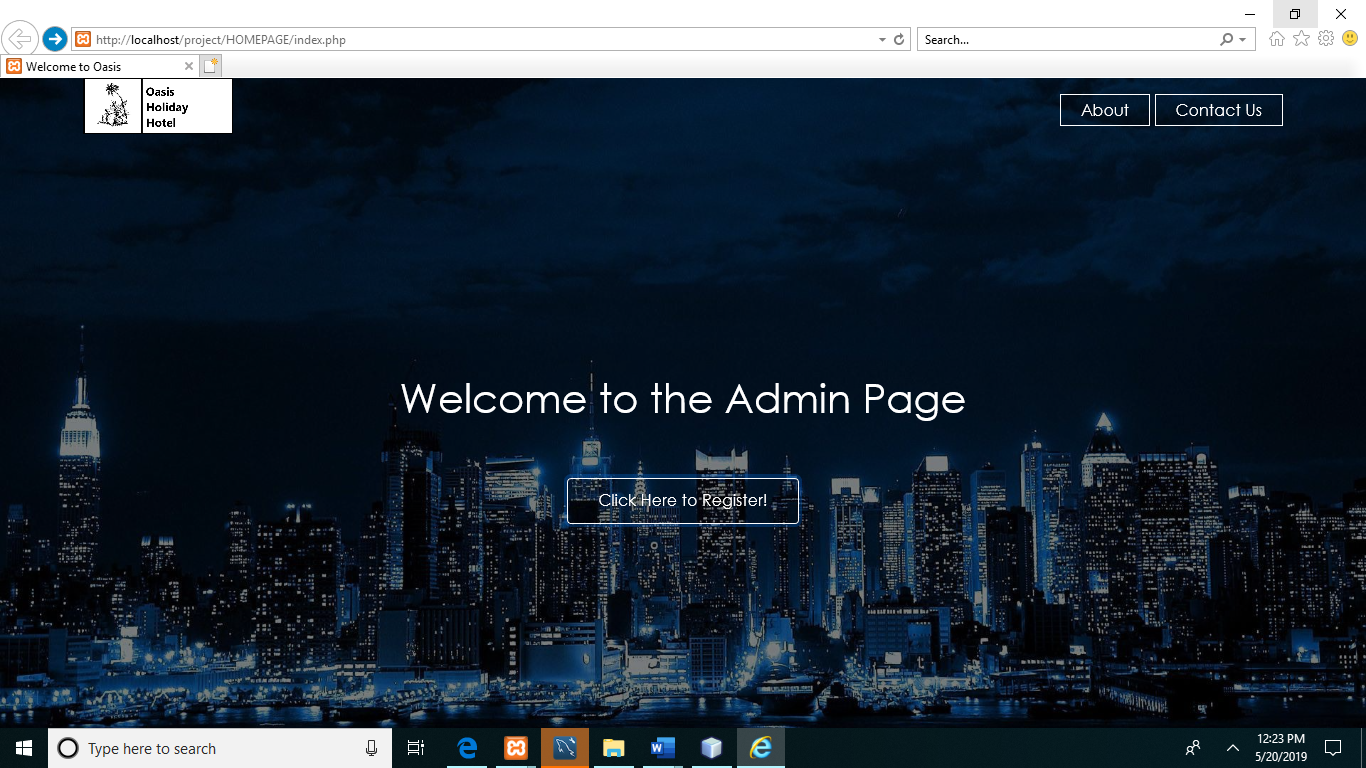 http://localhost/project/HOMEPAGE/index.php
Search...
Welcome to Oasis
Oasis
Holiday
Hotel
About
Contact Us
Welcome to the Admin Page
Click Here to Register!
Type here to search
12:23 PM
5/20/2019